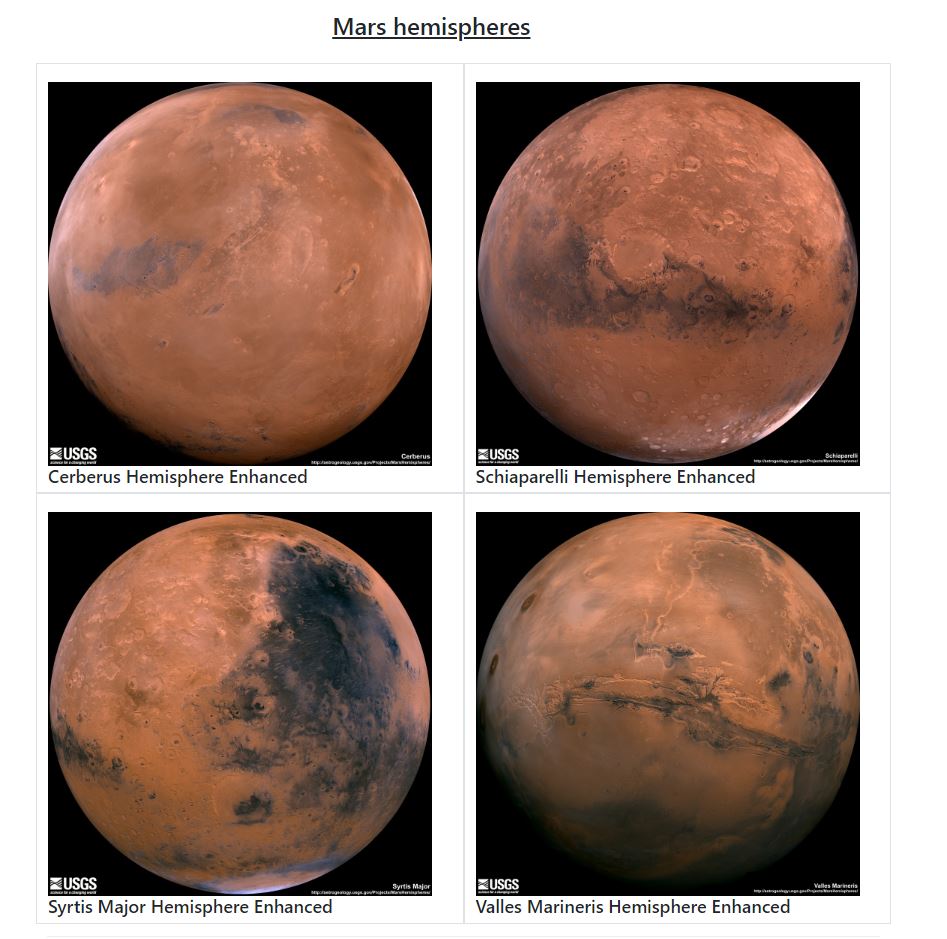 Mars hemispheres
USGS
science for a changing world
Cerberus
http://astrogeology.usgs.gov/Projects/MarsHemispheres/
Cerberus Hemisphere Enhanced
USGS
science for a changing world
Schiaparelli
http://astrogeology.usgs.gov/Projects/MarsHemispheres/
Schiaparelli Hemisphere Enhanced
USGS
science for a changing world
Syrtis Major
http://astrogeology.usgs.gov/Projects/MarsHemispheres/
Syrtis Major Hemisphere Enhanced
USGS
science for a changing world
Valles Marineris
http://astrogeology.usgs.gov/Projects/MarsHemispheres/
Valles Marineris Hemisphere Enhanced